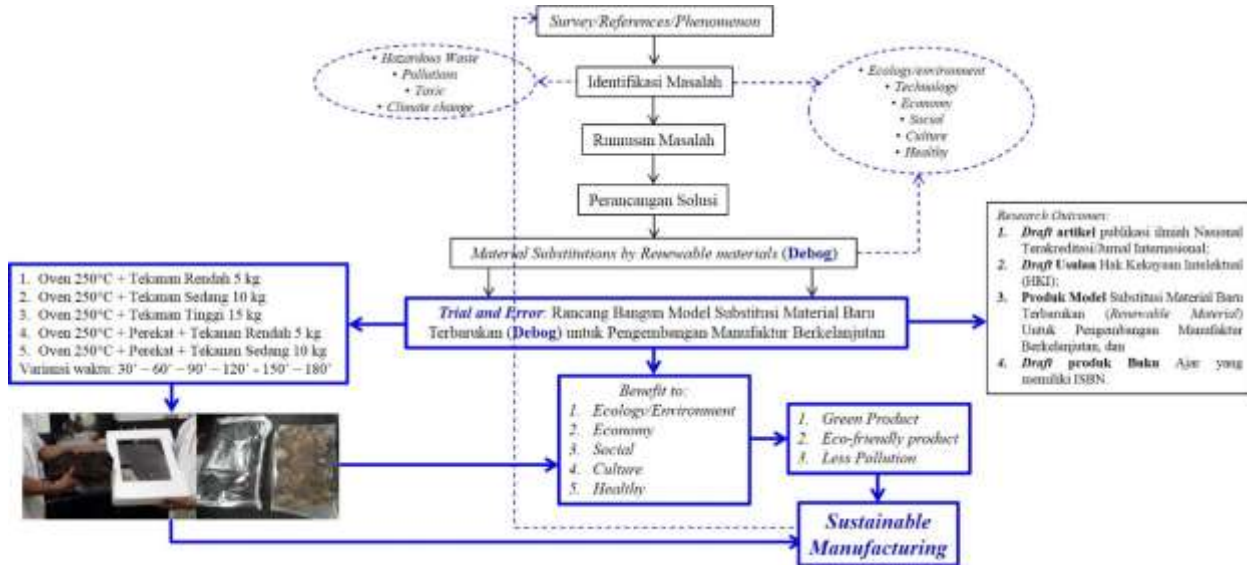 Survey/References/Phenomenon
• Hazardous Waste
• Pollutions
• Toxic
• Climate change
Identifikasi Masalah
• Ecology/environment
• Technology
• Economy
• Social
• Culture
• Healthy
Rumusan Masalah
Perancangan Solusi
Material Substitutions by Renewable materials (Debog)
1. Oven 250°C + Tekanan Rendah 5 kg
2. Oven 250°C + Tekanan Sedang 10 kg
3. Oven 250°C + Tekanan Tinggi 15 kg
4. Oven 250°C + Perekat + Tekanan Rendah 5 kg
5. Oven 250°C + Perekat + Tekanan Sedang 10 kg
Variansi waktu: 30' – 60' – 90' – 120' - 150' – 180'
Trial and Error: Rancang Bangun Model Substitusi Material Baru
Terbarukan (Debog) untuk Pengembangan Manufaktur Berkelanjutan
Research Outcomes:
1. Draft artikel publikasi ilmiah Nasional
Terakreditasi/Jurnal Internasional;
2. Draft Usulan Hak Kekayaan Intelektual
(HKI);
3. Produk Model Substitusi Material Baru
Terbarukan (Renewable Material)
Untuk Pengembangan Manufaktur
Berkelanjutan, dan
4. Draft produk Buku Ajar yang
memiliki ISBN.
Benefit to:
1. Ecology/Environment
2. Economy
3. Social
4. Culture
5. Healthy
1. Green Product
2. Eco-friendly product
3. Less Pollution
Sustainable
Manufacturing